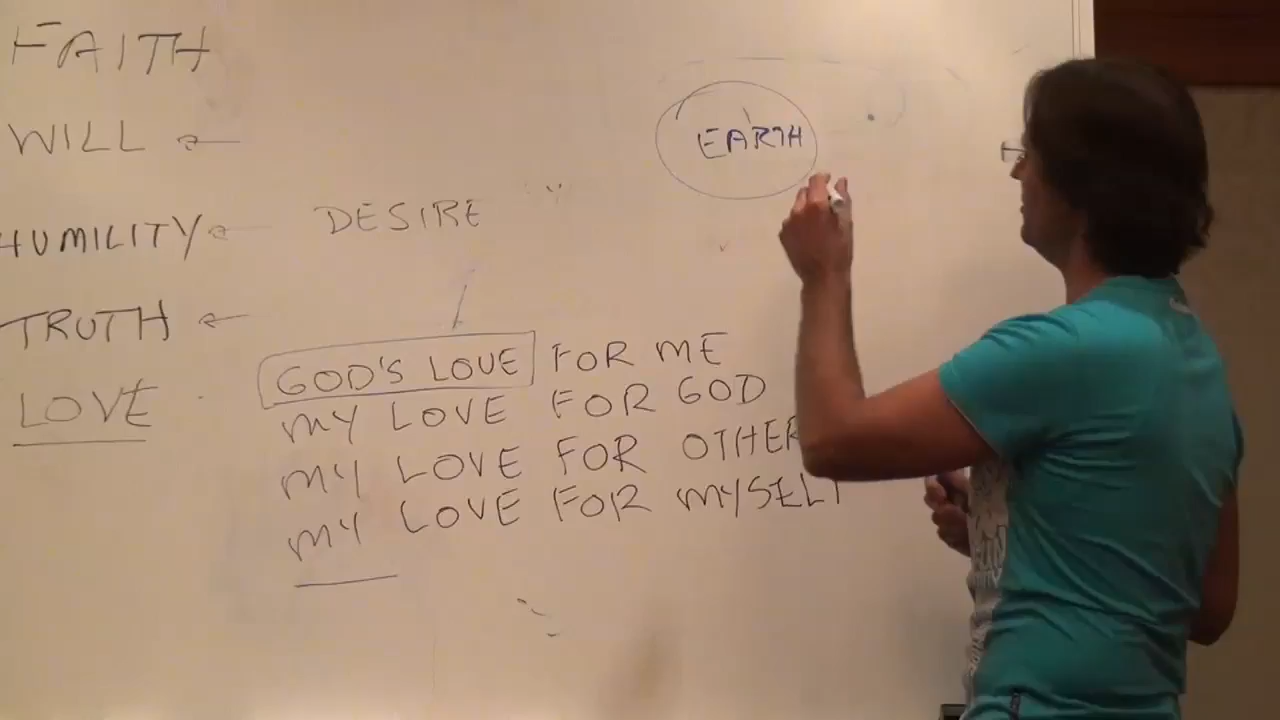 FAITH
WILL
HUMILITY
TRUTH
LOVE
DESIRE
GOD'S LOVE FOR ME
MY LOVE FOR GOD
MY LOVE FOR OTHER
MY LOVE FOR MYSELF
EARTH